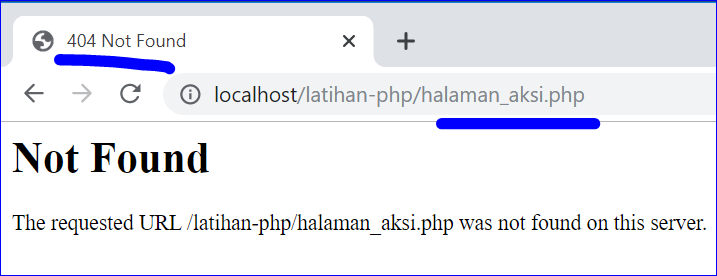 404 Not Found
localhost/latihan-php/halaman_aksi.php
Not Found
The requested URL /latihan-php/halaman_aksi.php was not found on this server.